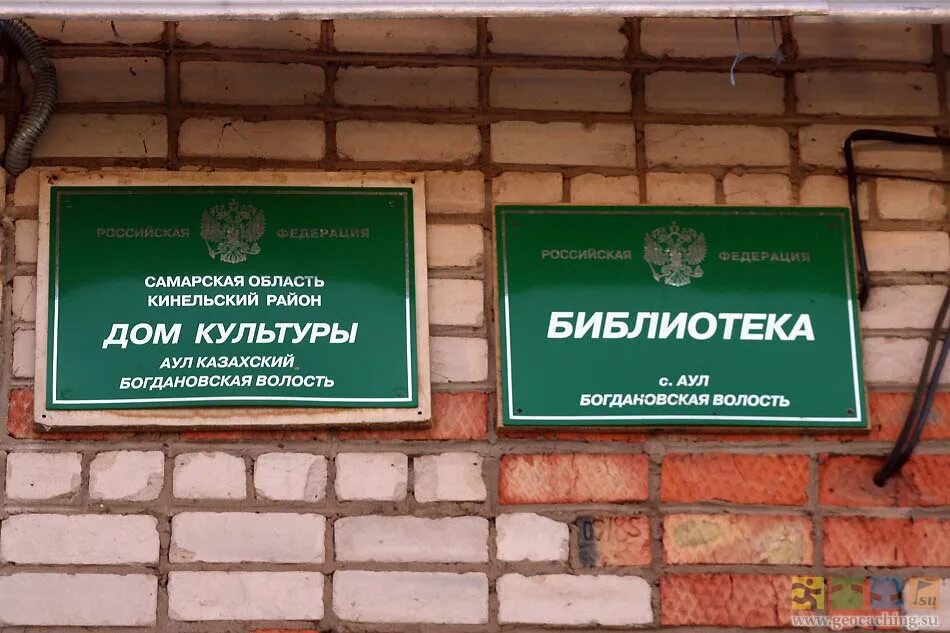 РОССИЙСКАЯ ФЕДЕРАЦИЯ
САМАРСКАЯ ОБЛАСТЬ
КИНЕЛЬСКИЙ РАЙОН
ДОМ КУЛЬТУРЫ
АУЛ КАЗАХСКИЙ
БОГДАНОВСКАЯ ВОЛОСТЬ
РОССИЙСКАЯ ФЕДЕРАЦИЯ
БИБЛИОТЕКА
с. АУЛ
БОГДАНОВСКАЯ ВОЛОСТЬ
.su
www.geocaching.su